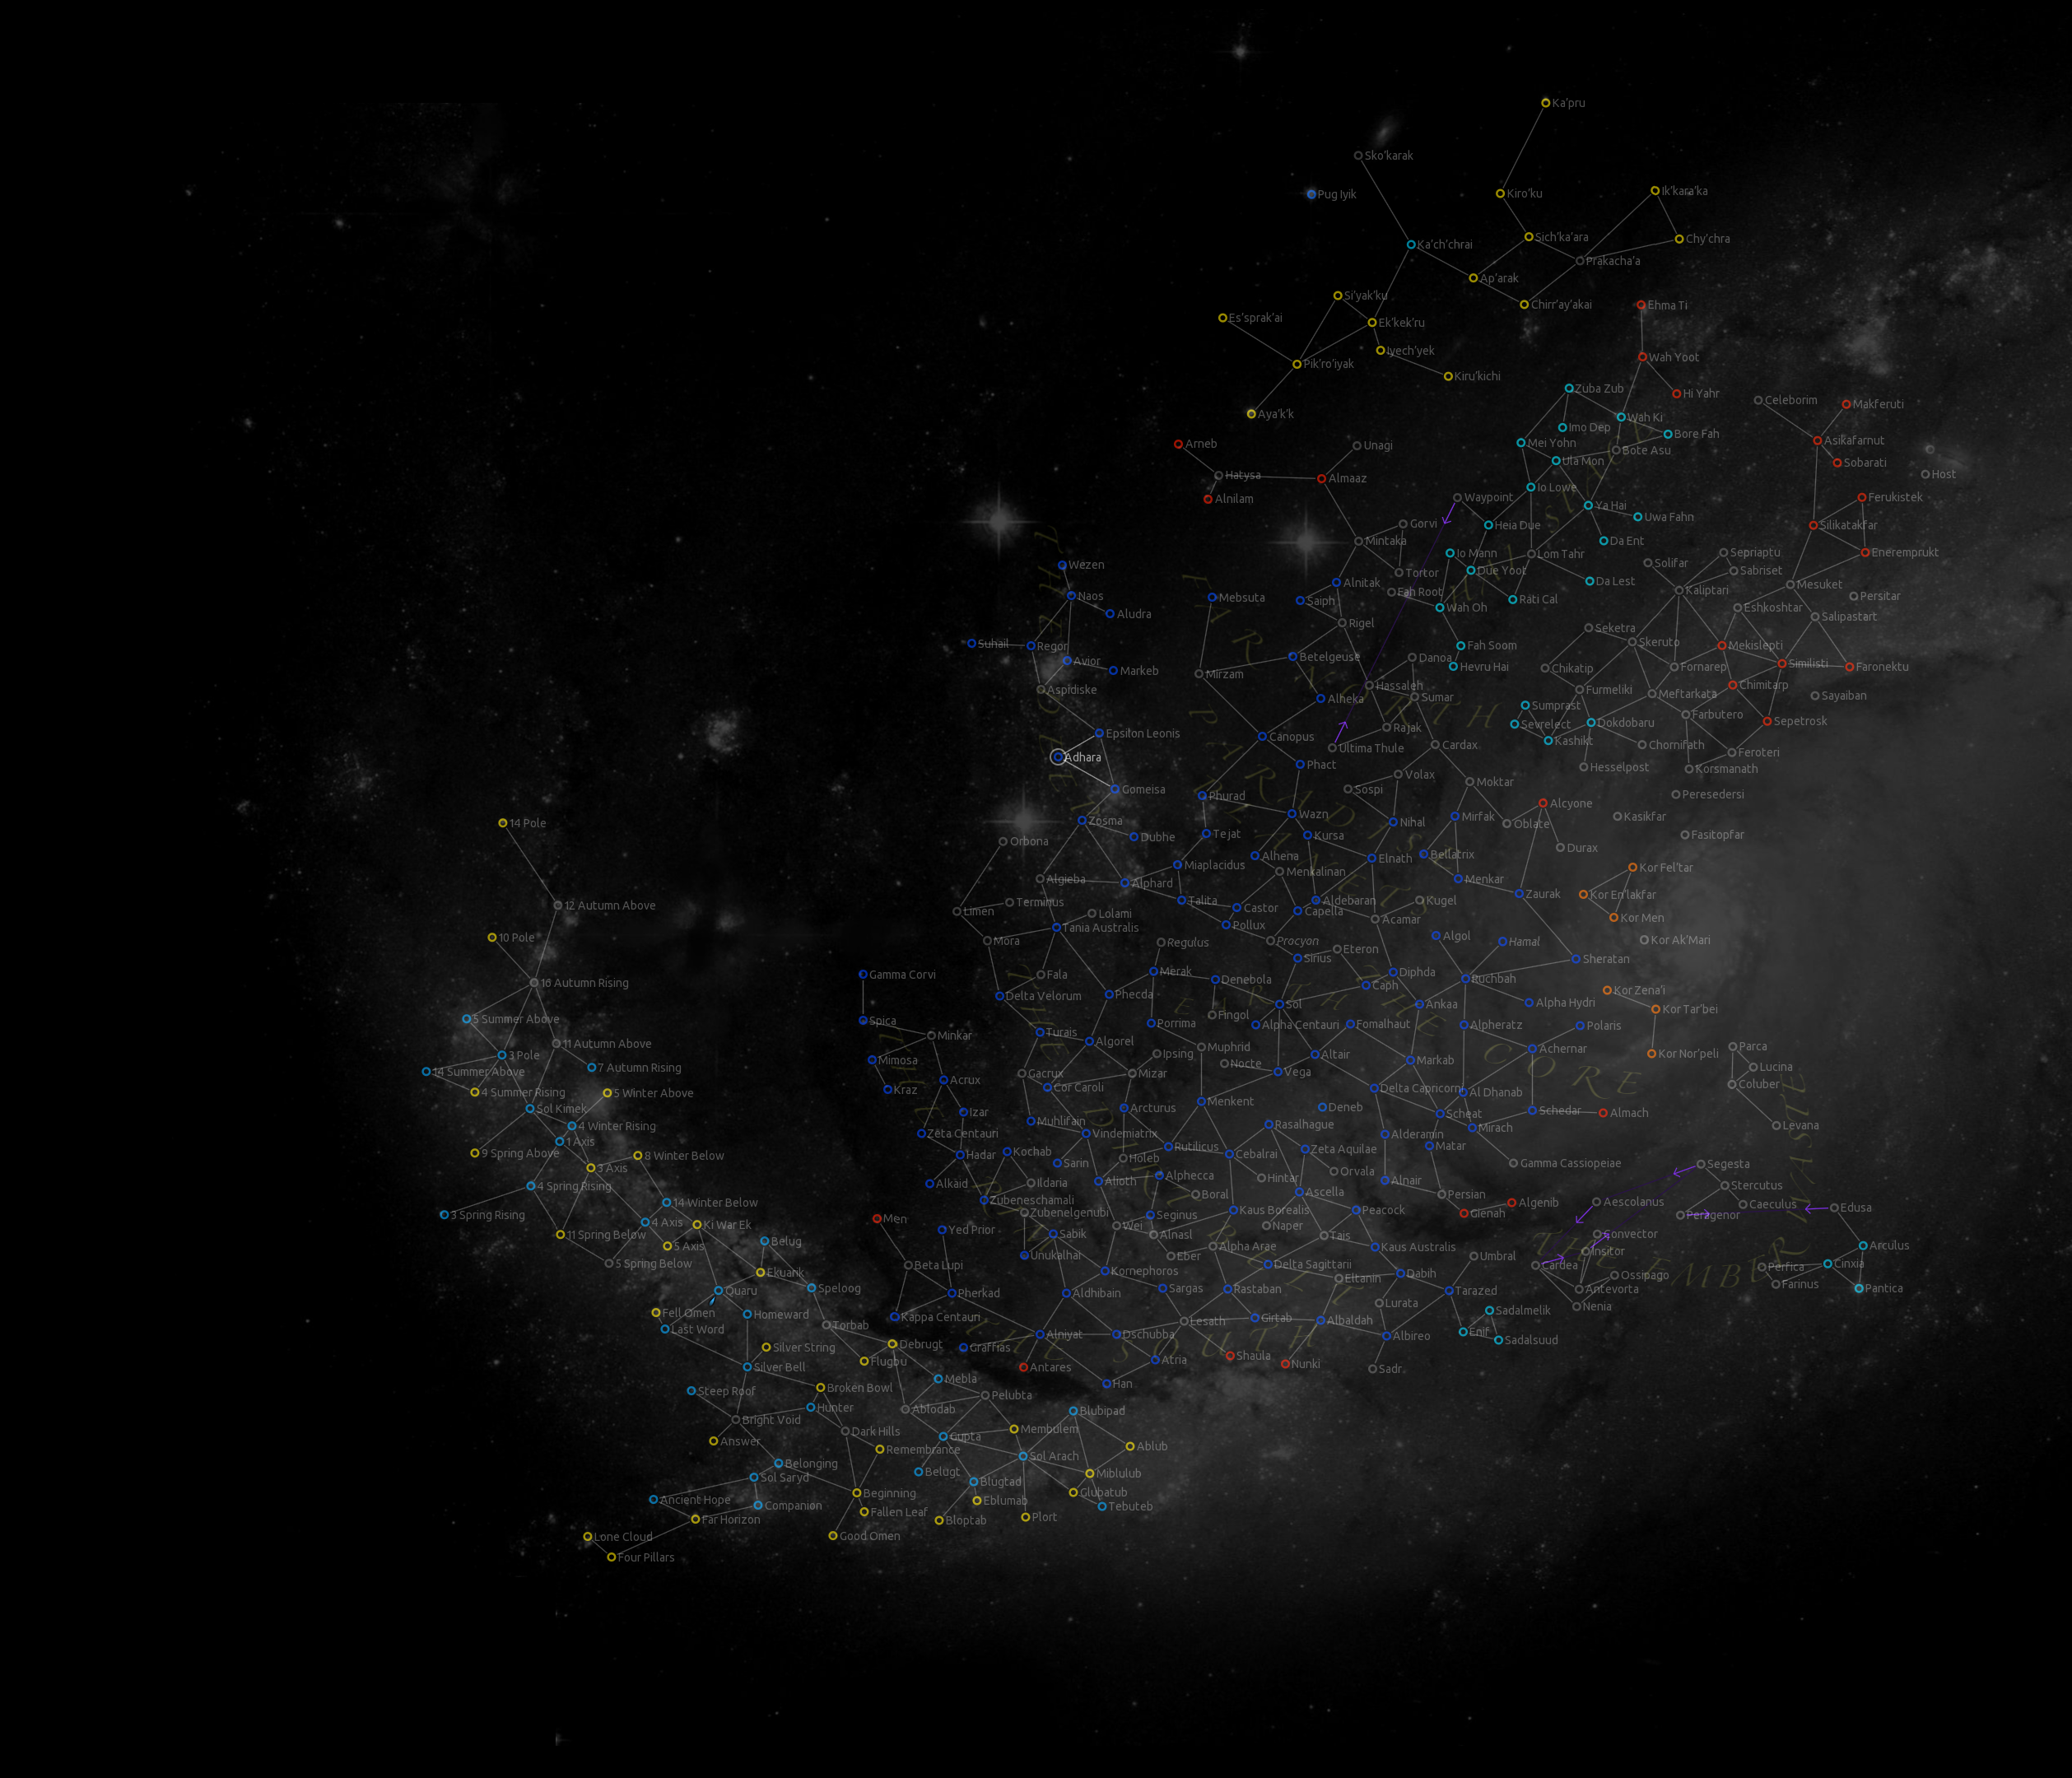 Ka'pru
Sko'karak
Pug Iyik
Kiro'ku
Ik'kara'ka
Ka'ch'chrai
Sich'ka'ara
Chy'chra
Prakacha'a
Ap'arak
Si'yak'ku
Chirr'ay'akai
Ehma Ti
Es'sprak'ai
Ek'kek'ru
Iyech'yek
Wah Yoot
Pik'ro'iyak
Kiru'kichi
Zuba Zub
Hi Yahr
Celeborim
Makferuti
Aya'k'k
Wah Ki
Imo Dep
Bore Fah
Arneb
Unagi
Mei Yohn
Bote Asu
Asikafarnut
Ula Mon
Sobarati
Hatysa
Almaaz
Host
Io Lowe
Alnilam
Waypoint
Ya Hai
Ferukistek
Gorvi
Heia Due
Uwa Fahn
Silikatakfar
Mintaka
Da Ent
Io Mann
Lom Tahr
Sepriaptu
Eneremprukt
Wezen
Tortor
Due Yoot
Solifar
Sabriset
Naos
Alnitak
Da Lest
Mesuket
Mebsuta
Saiph
Fah Root
Rati Cal
Kaliptari
Persitar
Aludra
Wah Oh
Eshkoshtar
Rigel
Salipastart
Seketra
Suhail
Regor
Fah Soom
Skeruto
Mekislepti
Avior
Betelgeuse
Danoa
Hevru Hai
Similisti
Markeb
Mirzam
Chikatip
Fornarep
Faronektu
Aspidiske
Hassaleh
Furmeliki
Chimitarp
Alheka
Sumar
Meftarkata
Sayaiban
Sumprast
Farbutero
Epsilon Leonis
Canopus
Rajak
Sevrelect
Dokdobaru
Sepetrosk
Adhara
Ultima Thule
Cardax
Kashikt
Chornifath
Feroteri
Phact
Volax
Hesselpost
Korsmanath
Gomeisa
Phurad
Sospi
Moktar
Peresedersi
Zosma
Wazn
Nihal
Mirfak
Alcyone
Kasikfar
14 Pole
Dubhe
Tejat
Kursa
Oblate
Fasitopfar
Orbona
Alhena
Elnath
Bellatrix
Durax
Miaplacidus
Menkalinan
Kor Fel'tar
Algieba
Alphard
Menkar
Zaurak
Kor En'lakfar
12 Autumn Above
Limen
Terminus
Talita
Castor
Aldebaran
Kugel
Kor Men
Lolami
Capella
Acamar
Tania Australis
Pollux
10 Pole
Mora
Regulus
Procyon
Eteron
Algol
Hamal
Kor Ak'Mari
Sirius
Sheratan
Gamma Corvi
Fala
Merak
Denebola
Diphda
Ruchbah
16 Autumn Rising
Caph
Kor Zena'i
Delta Velorum
Phecda
Sol
Ankaa
Alpha Hydri
Kor Tar'bei
5 Summer Above
Spica
Fingol
Porrima
Alpha Centauri
Fomalhaut
Alpheratz
Polaris
Minkar
Turais
Algorel
11 Autumn Above
Muphrid
Achernar
Parca
3 Pole
Mimosa
Ipsing
Altair
Markab
Kor Nor'peli
7 Autumn Rising
Nocte
Lucina
14 Summer Above
Gacrux
Mizar
Vega
Acrux
Coluber
4 Summer Rising
5 Winter Above
Kraz
Cor Caroli
Delta Capricorni
Al Dhanab
Sol Kimek
Izar
Arcturus
Menkent
Deneb
Scheat
Schedar
Almach
4 Winter Rising
Muhlifain
Rasalhague
Mirach
Levana
1 Axis
Zeta Centauri
Vindemiatrix
Alderamin
9 Spring Above
8 Winter Below
Kochab
Rutilicus
Zeta Aquilae
Matar
3 Axis
Hadar
Sarin
Holeb
Cebalrai
Gamma Cassiopeiae
Segesta
4 Spring Rising
Alkaid
Ildaria
Alioth
Alphecca
Hintar
Orvala
Alnair
Stercutus
14 Winter Below
Zubeneschamali
Boral
Ascella
Persian
Algenib
Aescolanus
Caeculus
3 Spring Rising
Men
Zubenelgenubi
Seginus
Kaus Borealis
Peacock
Gienah
Peragenor
Edusa
4 Axis
Ki War Ek
Yed Prior
Sabik
Wei
Naper
11 Spring Below
5 Axis
Belug
Alnasl
Tais
Convector
Unukalhai
Eber
Alpha Arae
Kaus Australis
Umbral
Insitor
Arculus
5 Spring Below
Ekuank
Beta Lupi
Kornephoros
Delta Sagittarii
Cardea
Perfica
Cinxia
Quaru
Speloog
Pherkad
Aldhibain
Sargas
Rastaban
Eltanin
Dabih
Ossipago
Farinus
Pantica
Tarazed
Antevorta
Fell Omen
Homeward
Kappa Centauri
Lurata
Sadalmelik
Nenia
Last Word
Torbab
Alniyat
Dschubba
Lesath
Girtab
Albaldah
Albireo
Enif
Sadalsuud
Silver String
Debrugt
Graffias
Flugbu
Silver Bell
Antares
Atria
Shaula
Nunki
Sadr
Mebla
Steep Roof
Broken Bowl
Han
Pelubta
Hunter
Ablodab
Blubipad
Bright Void
Dark Hills
Membulem
Answer
Remembrance
Gupta
Ablub
Belonging
Sol Arach
Sol Saryd
Belugt
Blugtad
Miblulub
Ancient Hope
Companion
Beginning
Eblumab
Glubatub
Tebuteb
Far Horizon
Fallen Leaf
Bloptab
Plort
Lone Cloud
Good Omen
Four Pillars